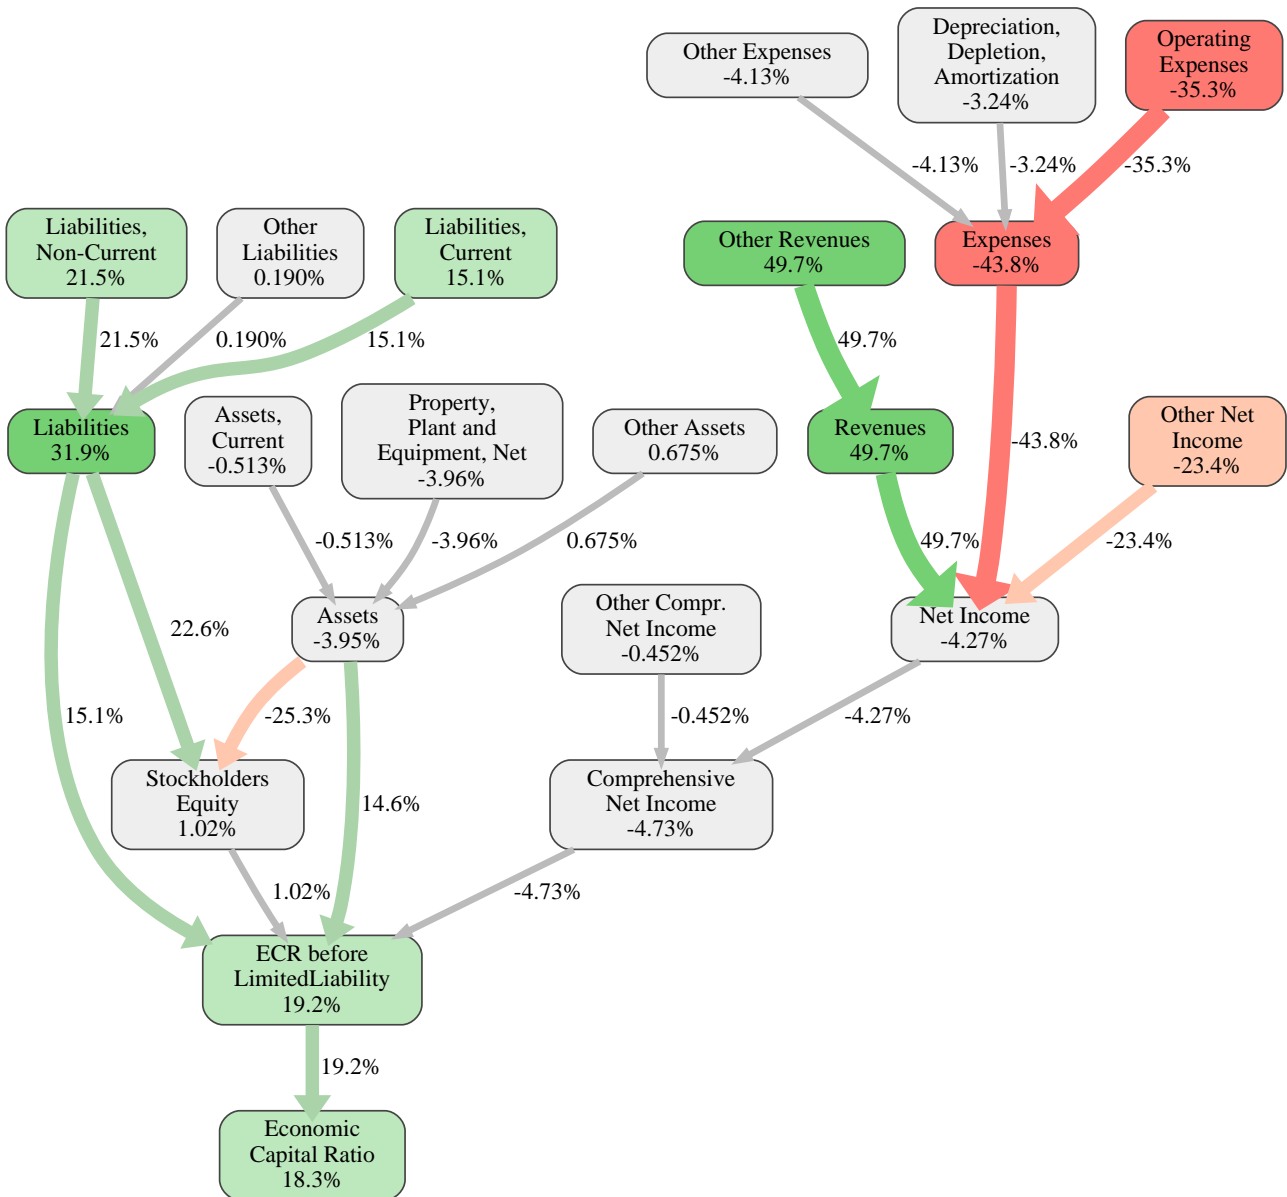 Other Expenses
-4.13%
Depreciation,
Depletion,
Amortization
-3.24%
Operating
Expenses
-35.3%
-4.13%
-3.24%
-35.3%
Liabilities,
Non-Current
21.5%
Other
Liabilities
0.190%
Liabilities,
Current
15.1%
Other Revenues
49.7%
Expenses
-43.8%
21.5%
0.190%
15.1%
49.7%
-43.8%
Liabilities
31.9%
Assets,
Current
-0.513%
Property,
Plant and
Equipment, Net
-3.96%
Other Assets
0.675%
Revenues
49.7%
Other Net
Income
-23.4%
-0.513%
-3.96%
0.675%
49.7%
-23.4%
22.6%
Assets
-3.95%
Other Compr.
Net Income
-0.452%
Net Income
-4.27%
15.1%
-25.3%
14.6%
-0.452%
-4.27%
Stockholders
Equity
1.02%
Comprehensive
Net Income
-4.73%
1.02%
-4.73%
ECR before
LimitedLiability
19.2%
19.2%
Economic
Capital Ratio
18.3%